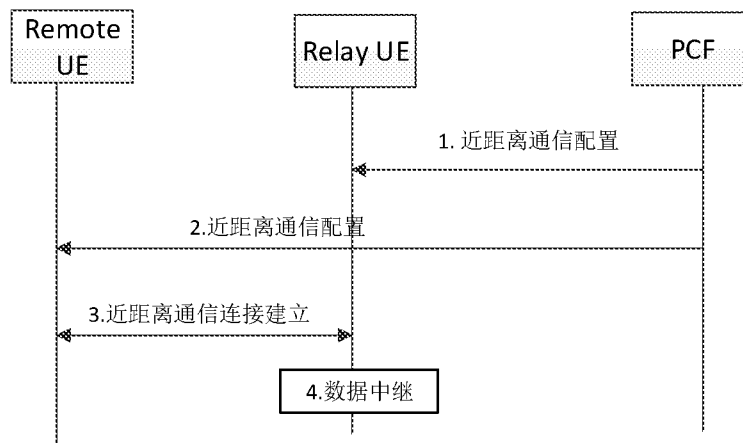 Remote
UE
Relay UE
PCF
1. 近距离通信配置
2.近距离通信配置
3.近距离通信连接建立
4.数据中继